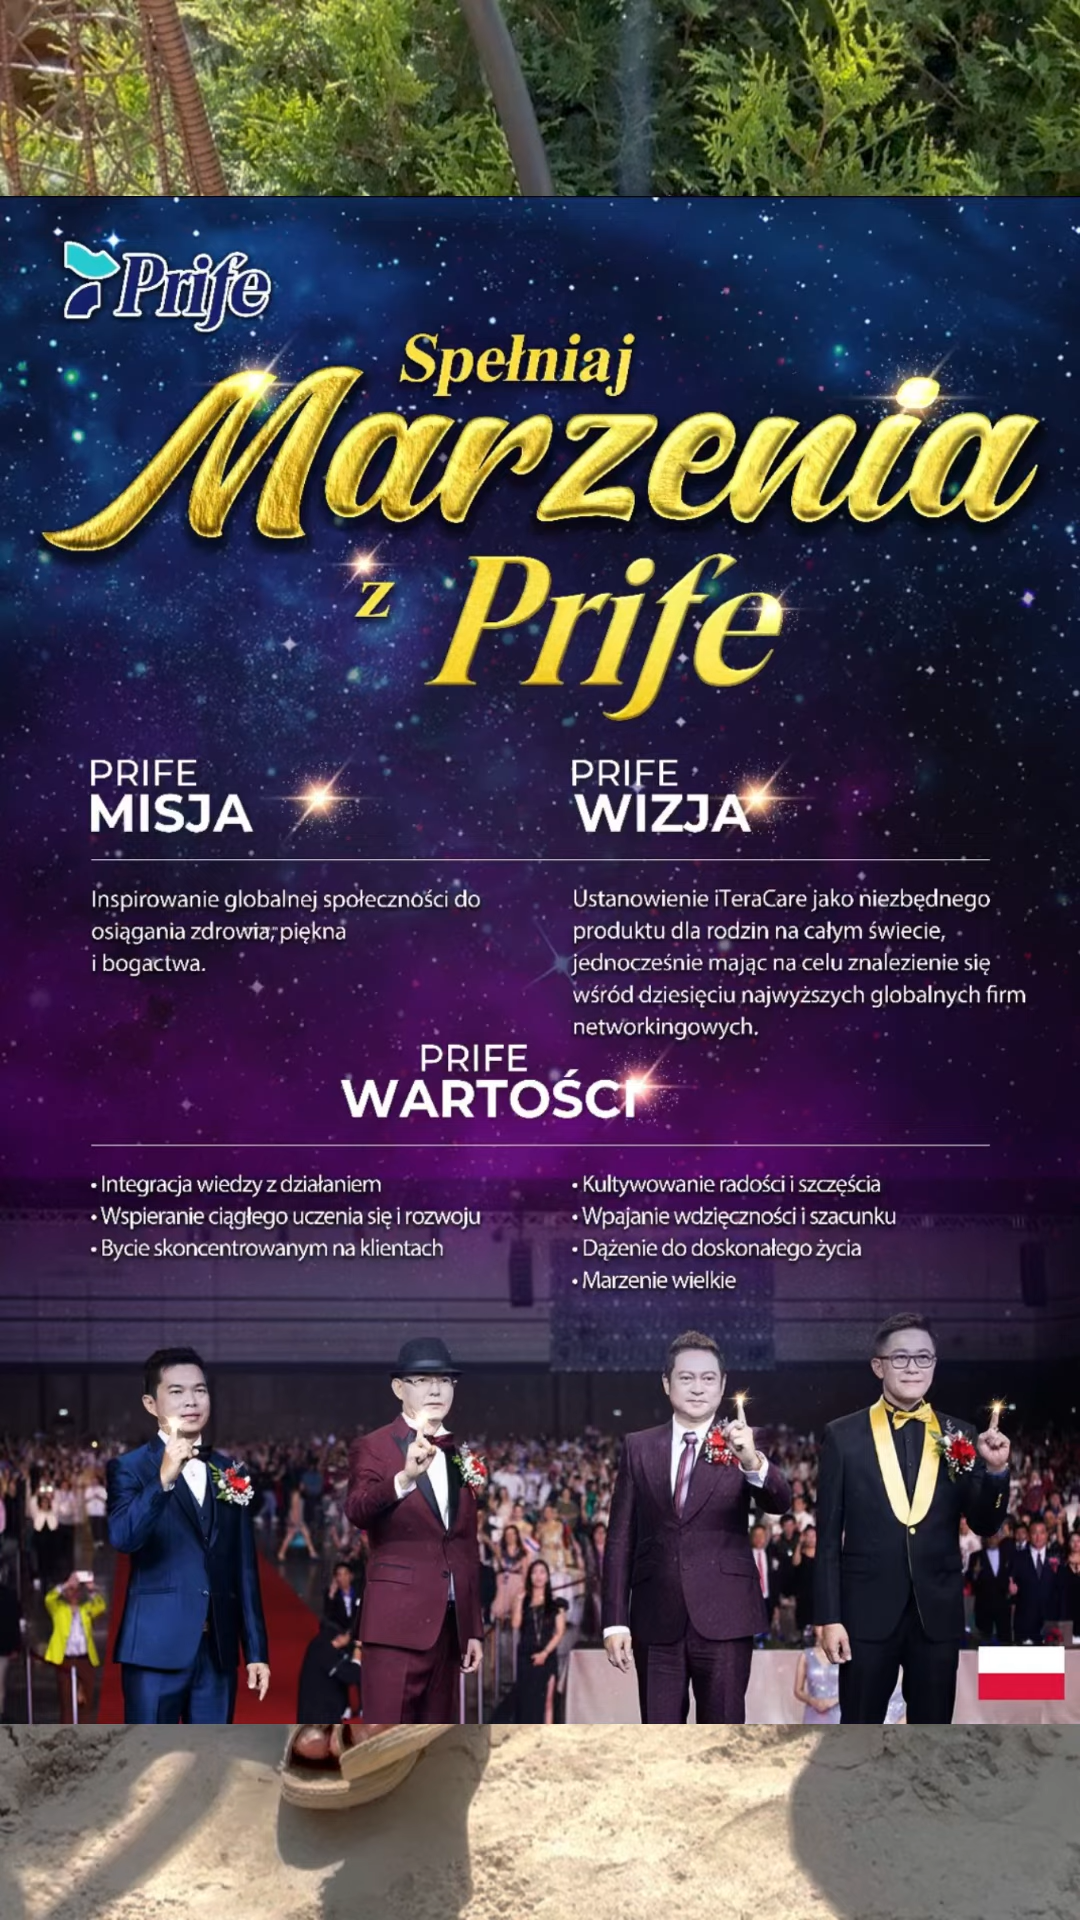 Prife
Spełniaj
Marzenia
z Prife
PRIFE
MISJA
Inspirowanie globalnej społeczności do
osiągania zdrowia, piękna
i bogactwa.
PRIFE
WIZJA
Ustanowienie iTeraCare jako niezbędnego
produktu dla rodzin na całym świecie,
jednocześnie mając na celu znalezienie się
wśród dziesięciu najwyższych globalnych firm
networkingowych.
PRIFE
WARTOŚCI
• Integracja wiedzy z działaniem
• Wspieranie ciągłego uczenia się i rozwoju
• Bycie skoncentrowanym na klientach
• Kultywowanie radości i szczęścia
• Wpajanie wdzięczności i szacunku
• Dążenie do doskonałego życia
• Marzenie wielkie